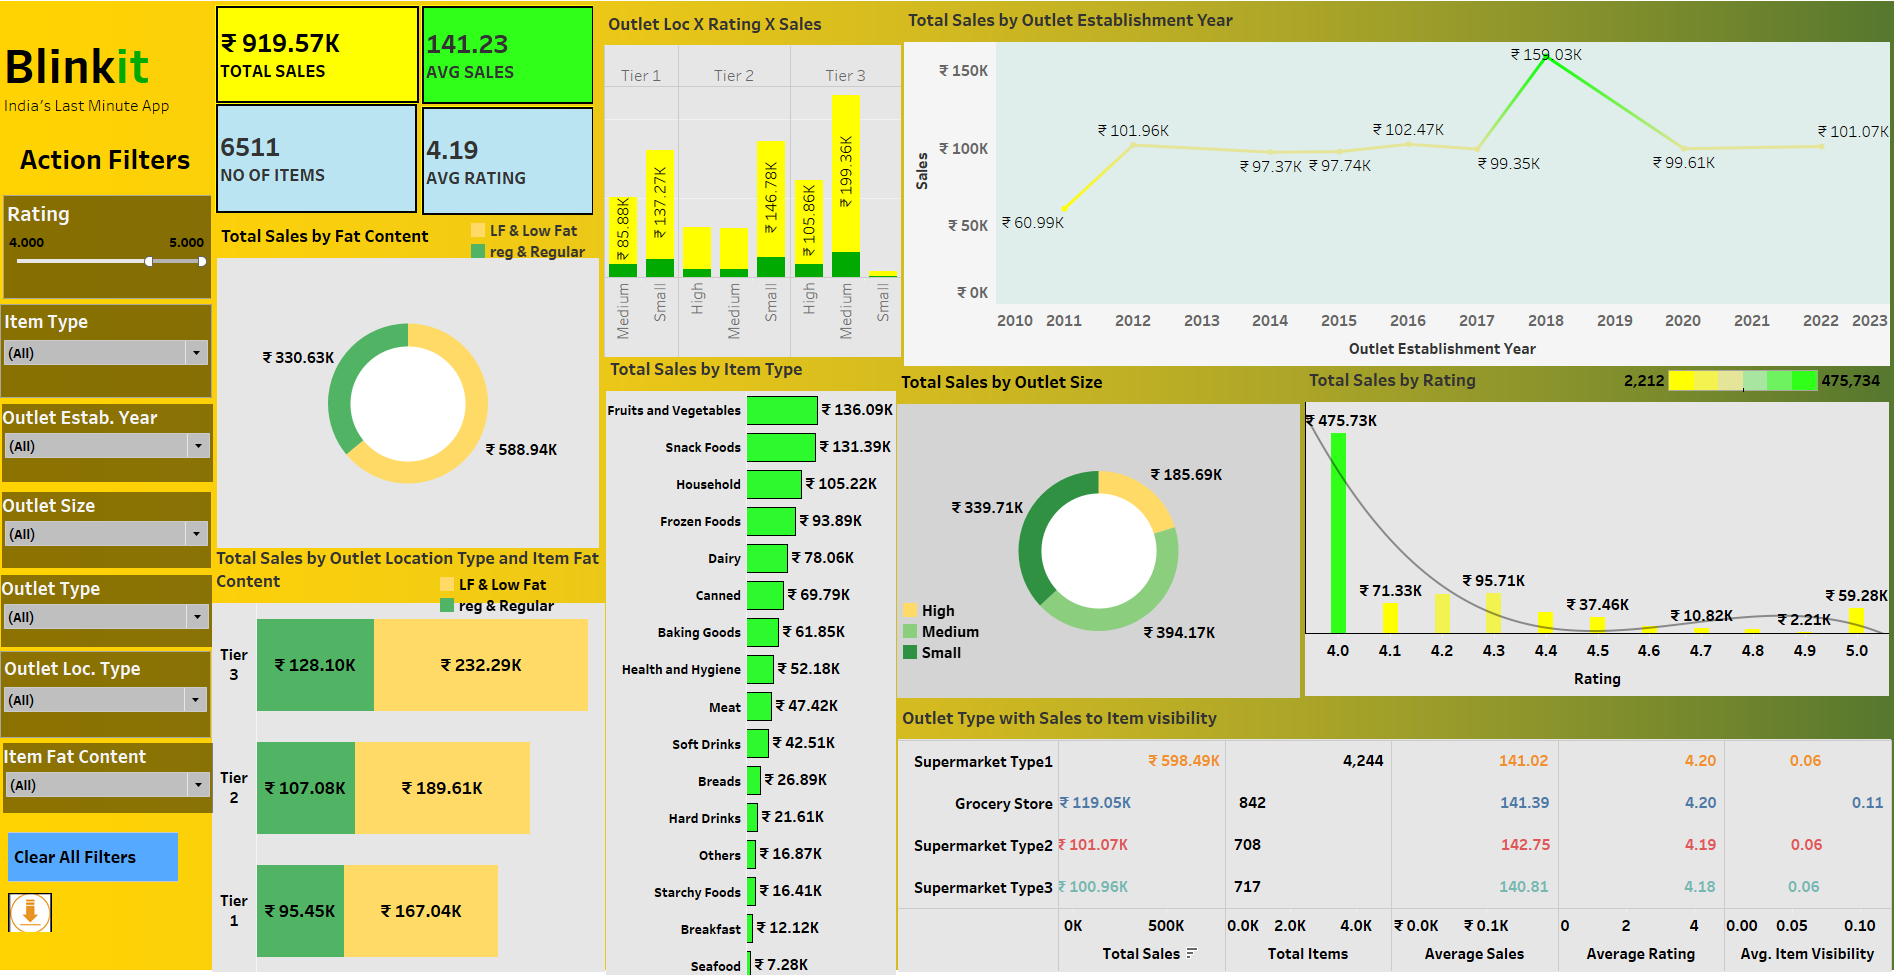 Blinkit
India's Last Minute App
Action Filters
Rating
4.000 5.000
Item Type
(All)
Outlet Estab. Year
(All)
Outlet Size
(All)
Outlet Type
(All)
Outlet Loc. Type
(All)
Item Fat Content
(All)
Clear All Filters
₹ 919.57K
TOTAL SALES
141.23
AVG SALES
6511
NO OF ITEMS
4.19
AVG RATING
Total Sales by Fat Content
LF & Low Fat
reg & Regular
₹ 330.63K
₹ 588.94K
Total Sales by Outlet Location Type and Item Fat
Content
LF & Low Fat
reg & Regular
Tier
3
₹ 128.10K ₹ 232.29K
Tier
2
₹ 107.08K ₹ 189.61K
Tier
1
₹ 95.45K ₹ 167.04K
Outlet Loc X Rating X Sales
Tier 1 Tier 2 Tier 3
₹ 85.88K
₹ 137.27K
₹ 146.78K
₹ 105.86K
₹ 199.36K
Medium
Small
High
Medium
Small
High
Medium
Small
Total Sales by Item Type
Fruits and Vegetables ₹ 136.09K
Snack Foods ₹ 131.39K
Household ₹ 105.22K
Frozen Foods ₹ 93.89K
Dairy ₹ 78.06K
Canned ₹ 69.79K
Baking Goods ₹ 61.85K
Health and Hygiene ₹ 52.18K
Meat ₹ 47.42K
Soft Drinks ₹ 42.51K
Breads ₹ 26.89K
Hard Drinks ₹ 21.61K
Others ₹ 16.87K
Starchy Foods ₹ 16.41K
Breakfast ₹ 12.12K
Seafood ₹ 7.28K
Total Sales by Outlet Establishment Year
Sales
₹ 150K
₹ 100K
₹ 50K
₹ 0K
₹ 60.99K
₹ 101.96K
₹ 97.37K
₹ 97.74K
₹ 102.47K
₹ 99.35K
₹ 159.03K
₹ 99.61K
₹ 101.07K
2010 2011 2012 2013 2014 2015 2016 2017 2018 2019 2020 2021 2022 2023
Outlet Establishment Year
Total Sales by Outlet Size
₹ 185.69K
₹ 339.71K
₹ 394.17K
High
Medium
Small
Total Sales by Rating
2,212 475,734
₹ 475.73K
₹ 71.33K
₹ 95.71K
₹ 37.46K
₹ 10.82K
₹ 2.21K
₹ 59.28K
4.0 4.1 4.2 4.3 4.4 4.5 4.6 4.7 4.8 4.9 5.0
Rating
Outlet Type with Sales to Item visibility
Supermarket Type1 ₹ 598.49K 4,244 141.02 4.20 0.06
Grocery Store ₹ 119.05K 842 141.39 4.20 0.11
Supermarket Type2 ₹ 101.07K 708 142.75 4.19 0.06
Supermarket Type3 ₹ 100.96K 717 140.81 4.18 0.06
0K 500K 0.0K 2.0K 4.0K ₹ 0.0K ₹ 0.1K 0 2 4 0.00 0.05 0.10
Total Sales Total Items Average Sales Average Rating Avg. Item Visibility